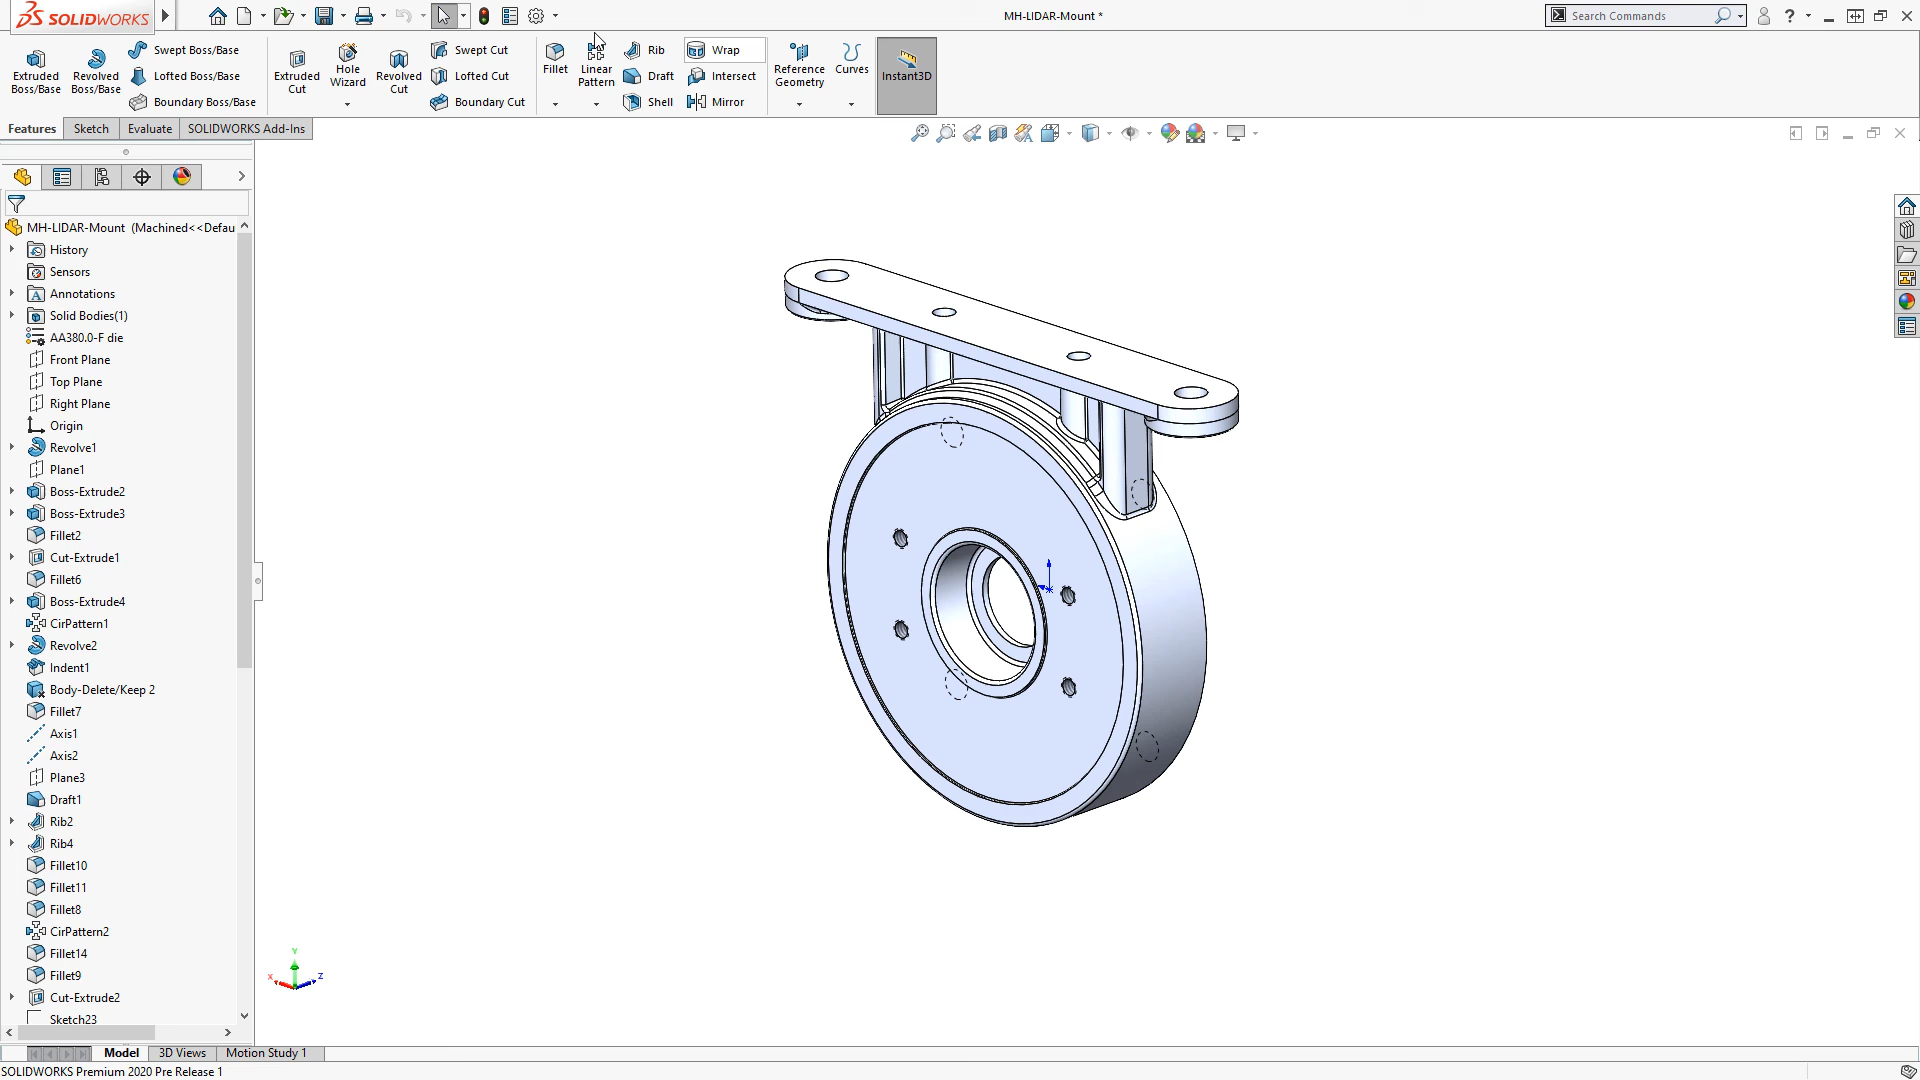 SOLIDWORKS
MH-LIDAR-Mount *
Search Commands
?
Extruded Boss/Base
Revolved Boss/Base
Swept Boss/Base
Lofted Boss/Base
Boundary Boss/Base
Extruded Cut
Hole Wizard
Revolved Cut
Swept Cut
Lofted Cut
Boundary Cut
Fillet
Linear Pattern
Rib
Draft
Shell
Wrap
Intersect
Mirror
Reference Geometry
Curves
Instant3D
Features
Sketch
Evaluate
SOLIDWORKS Add-Ins
MH-LIDAR-Mount (Machined<<Defau
History
Sensors
Annotations
Solid Bodies(1)
AA380.0-F die
Front Plane
Top Plane
Right Plane
Origin
Revolve1
Plane1
Boss-Extrude2
Boss-Extrude3
Fillet2
Cut-Extrude1
Fillet6
Boss-Extrude4
CirPattern1
Revolve2
Indent1
Body-Delete/Keep 2
Fillet7
Axis1
Axis2
Plane3
Draft1
Rib2
Rib4
Fillet10
Fillet11
Fillet8
CirPattern2
Fillet14
Fillet9
Cut-Extrude2
Sketch23
Y
X
Z
Model
3D Views
Motion Study 1
SOLIDWORKS Premium 2020 Pre Release 1